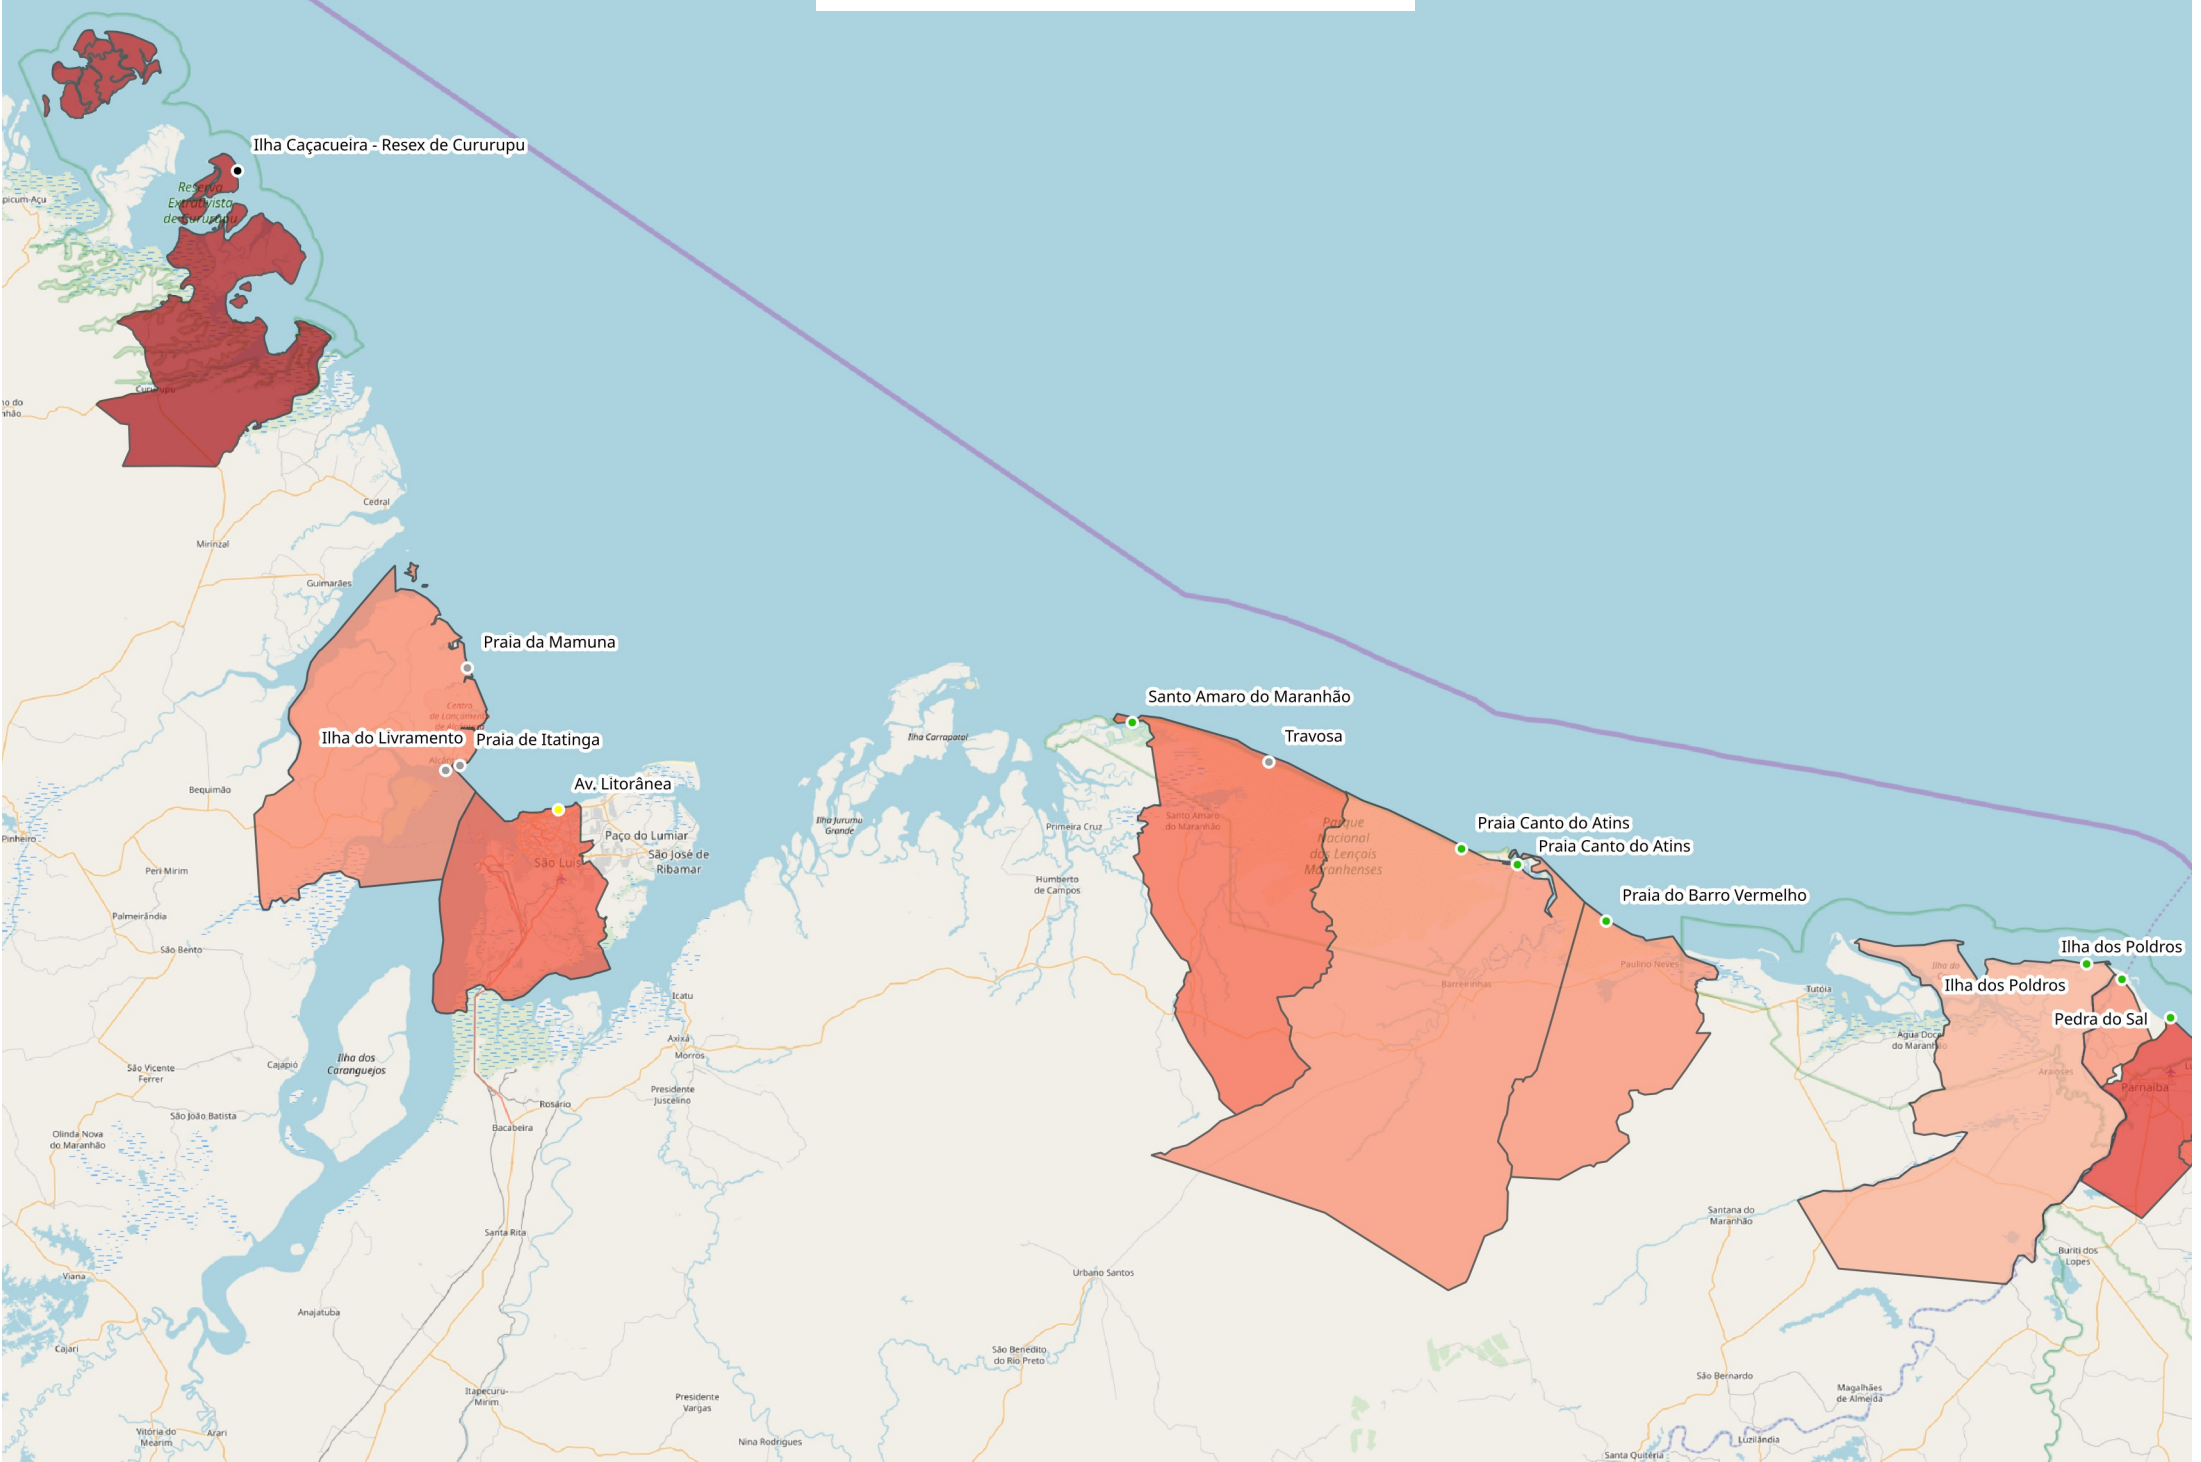 Ilha Caçacueira - Resex de Cururupu
Reserva
Extrativista
de Cururupu
Cururupu
Cedral
Mirinzal
Guimarães
Praia da Mamuna
Centro
de Lançamento
de Alcântara
Ilha do Livramento
Praia de Itatinga
Av. Litorânea
Bequimão
Pinheiro
Paço do Lumiar
São José de
Ribamar
São Luís
Peri Mirim
Palmeirândia
São Bento
Ilha Carrapatal
Ilha Jurumu
Grande
Primeira Cruz
Humberto
de Campos
Santo Amaro do Maranhão
Travosa
Santo Amaro
do Maranhão
Parque
Nacional
dos Lençóis
Maranhenses
Praia Canto do Atins
Praia Canto do Atins
Praia do Barro Vermelho
Paulino Neves
Barreirinhas
Ilha dos Poldros
Ilha dos Poldros
Pedra do Sal
Tutóia
Água Doce
do Maranhão
Araioses
Parnaíba
Icatu
Axixá
Morros
Presidente
Juscelino
Rosário
Bacabeira
Cajapió
Ilha dos
Caranguejos
São Vicente
Ferrer
São João Batista
Olinda Nova
do Maranhão
Santa Rita
Viana
Anajatuba
Cajari
Itapecuru-
Mirim
Vitória do
Mearim
Arari
Presidente
Vargas
Nina Rodrigues
Urbano Santos
São Benedito
do Rio Preto
Santana do
Maranhão
Buriti dos
Lopes
São Bernardo
Magalhães
de Almeida
Luzilândia
Santa Quitéria